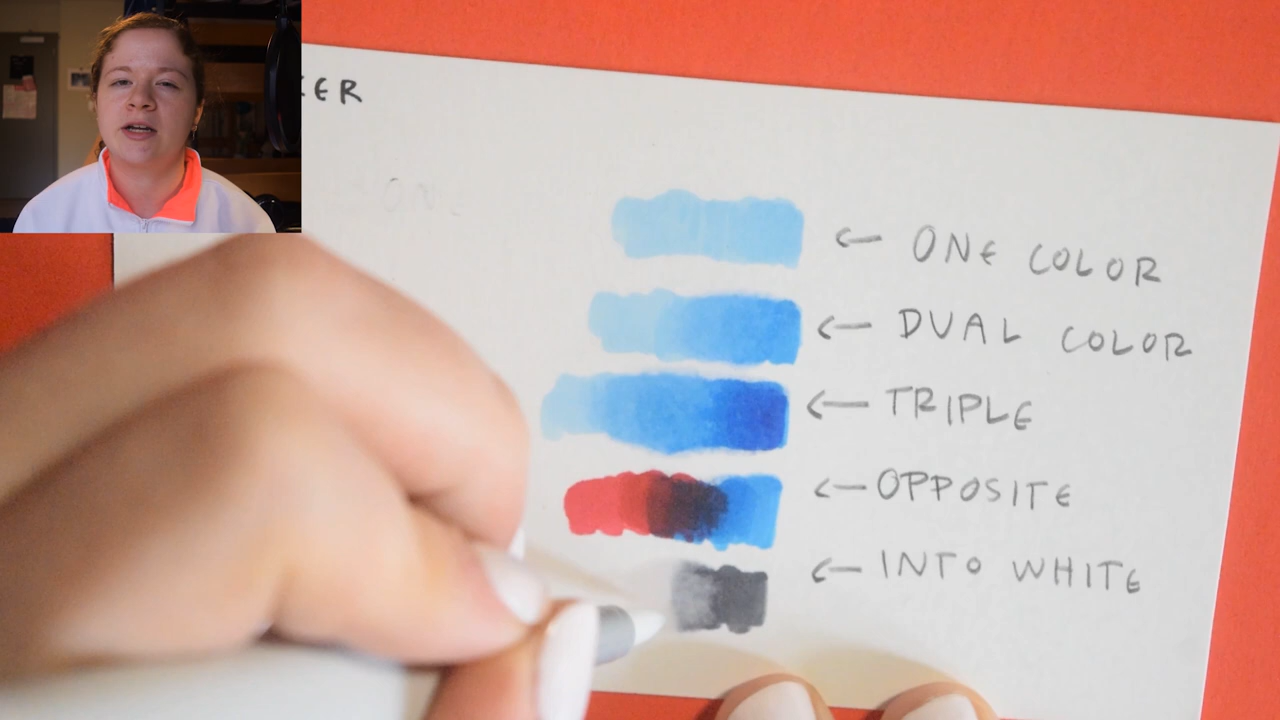 ER
← ONE COLOR
← DUAL COLOR
← TRIPLE
← OPPOSITE
← INTO WHITE